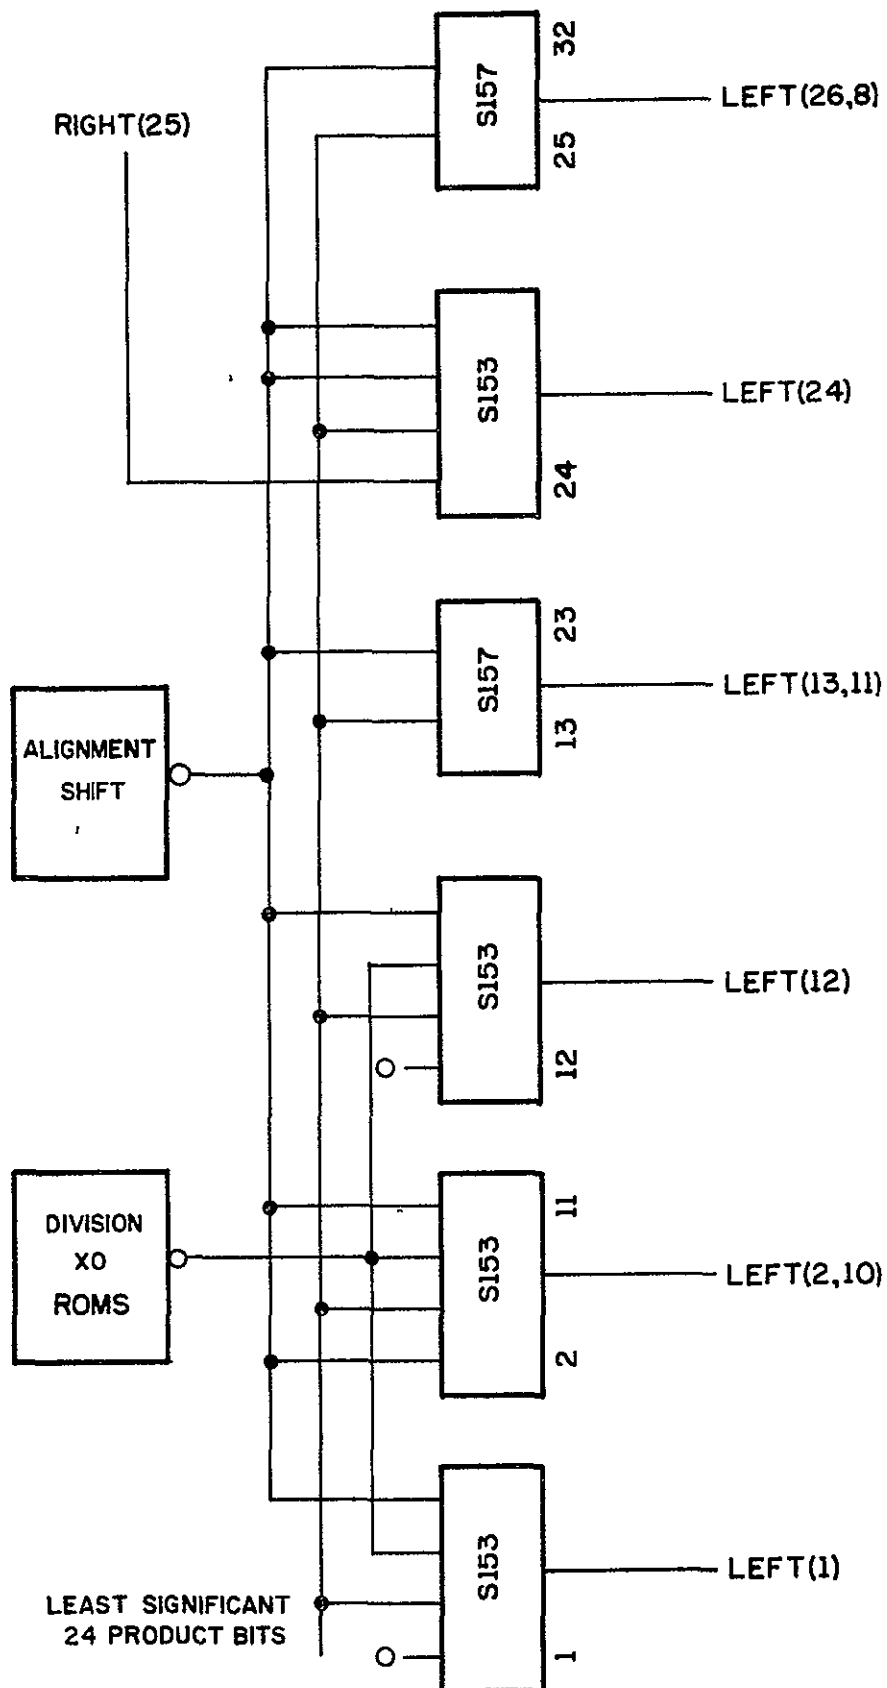 32
S157
LEFT(26,8)
25
RIGHT(25)
S153
LEFT(24)
24
23
S157
LEFT(13,11)
13
ALIGNMENT
SHIFT
S153
LEFT(12)
12
11
DIVISION
XO
ROMS
S153
LEFT(2,10)
2
S153
LEFT(1)
1
LEAST SIGNIFICANT
24 PRODUCT BITS